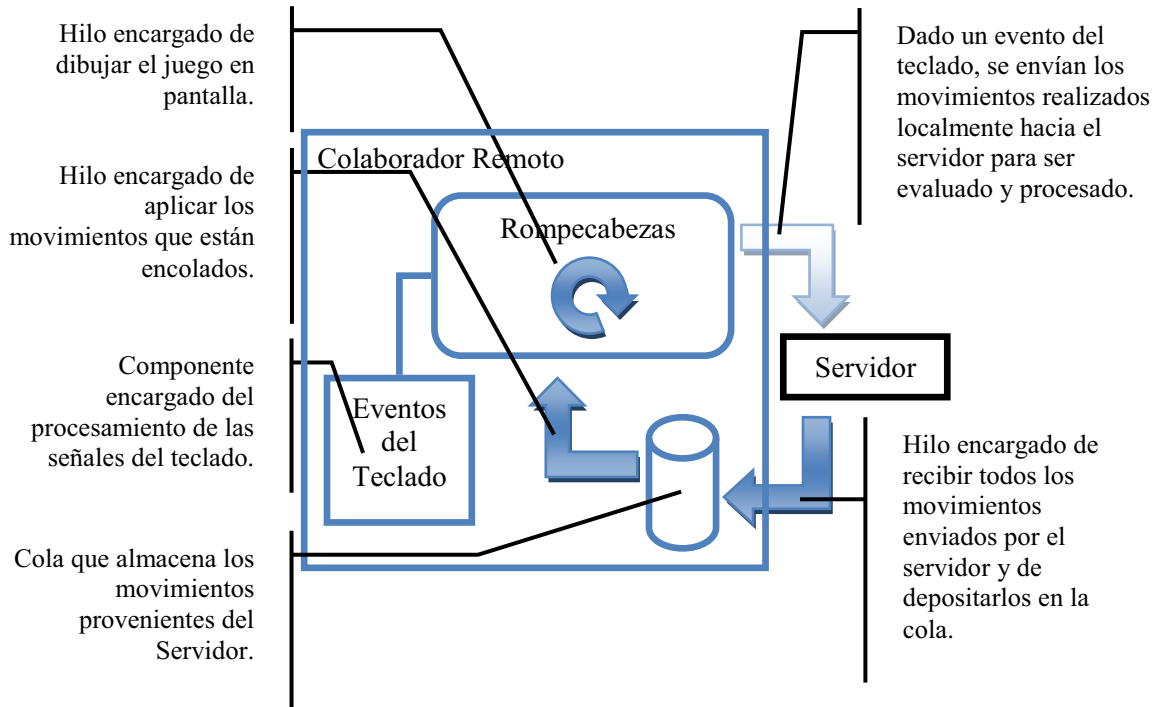 Hilo encargado de
dibujar el juego en
pantalla.
Hilo encargado de
aplicar los
movimientos que están
encolados.
Componente
encargado del
procesamiento de las
señales del teclado.
Cola que almacena los
movimientos
provenientes del
Servidor.
Colaborador Remoto
Rompecabezas
Eventos
del
Teclado
Servidor
Dado un evento del
teclado, se envían los
movimientos realizados
localmente hacia el
servidor para ser
evaluado y procesado.
Hilo encargado de
recibir todos los
movimientos
enviados por el
servidor y de
depositarlos en la
cola.